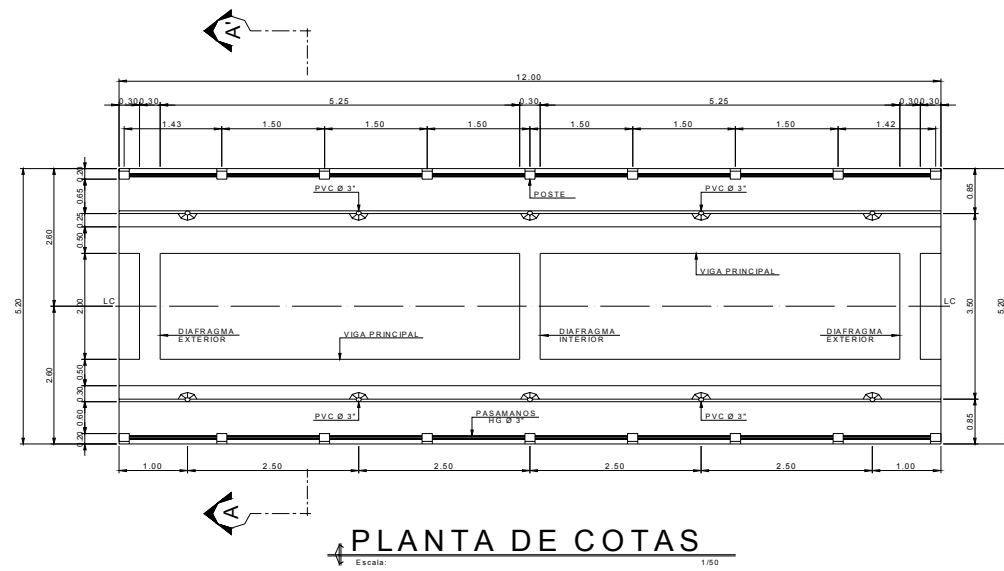 A'
12.00
0.30 0.30 5.25 0.30 5.25 0.30 0.30
1.43 1.50 1.50 1.50 1.50 1.50 1.50 1.42
PVC Ø 3" PVC Ø 3"
POSTE
0.20
0.65
0.25
0.50
2.00
0.50
0.30
0.60
0.20
2.60
2.60
5.20
0.85
3.50
0.85
5.20
VIGA PRINCIPAL
LC LC
DIAFRAGMA
EXTERIOR
VIGA PRINCIPAL
DIAFRAGMA
INTERIOR
DIAFRAGMA
EXTERIOR
PVC Ø 3"
PASAMANOS
HG Ø 3"
PVC Ø 3"
1.00 2.50 2.50 2.50 2.50 1.00
A
PLANTA DE COTAS
Escala: 1/50